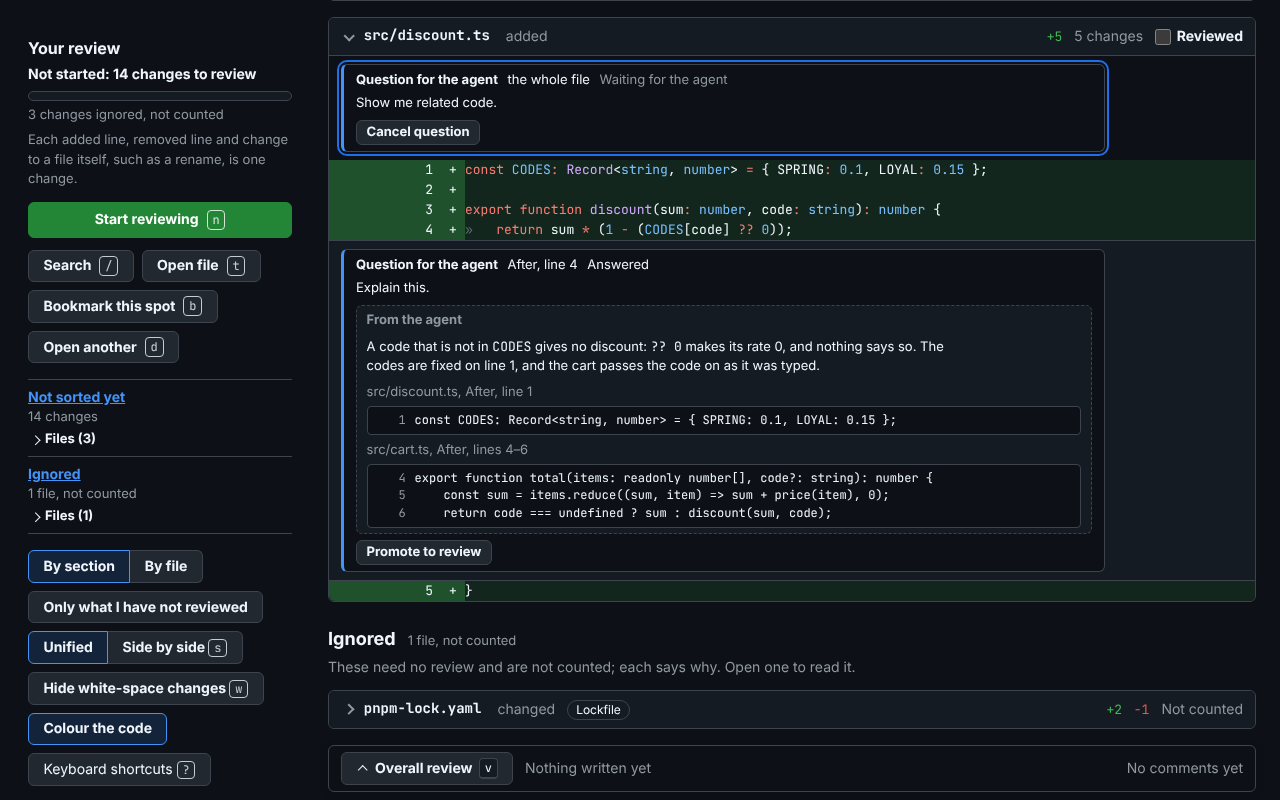 Your review
Not started: 14 changes to review
3 changes ignored, not counted
Each added line, removed line and change
to a file itself, such as a rename, is one
change.
Start reviewing n
Search / Open file t
Bookmark this spot b
Open another d
Not sorted yet
14 changes
Files (3)
Ignored
1 file, not counted
Files (1)
By section By file
Only what I have not reviewed
Unified Side by side s
Hide white-space changes w
Colour the code
Keyboard shortcuts ?
src/discount.ts added +5 5 changes Reviewed
Question for the agent the whole file Waiting for the agent
Show me related code.
Cancel question
1 + const CODES: Record<string, number> = { SPRING: 0.1, LOYAL: 0.15 };
2 +
3 + export function discount(sum: number, code: string): number {
4 + » return sum * (1 - (CODES[code] ?? 0));
Question for the agent After, line 4 Answered
Explain this.
From the agent
A code that is not in CODES gives no discount: ?? 0 makes its rate 0, and nothing says so. The
codes are fixed on line 1, and the cart passes the code on as it was typed.
src/discount.ts, After, line 1
1 const CODES: Record<string, number> = { SPRING: 0.1, LOYAL: 0.15 };
src/cart.ts, After, lines 4–6
4 export function total(items: readonly number[], code?: string): number {
5 const sum = items.reduce((sum, item) => sum + price(item), 0);
6 return code === undefined ? sum : discount(sum, code);
Promote to review
5 + }
Ignored 1 file, not counted
These need no review and are not counted; each says why. Open one to read it.
pnpm-lock.yaml changed Lockfile +2 -1 Not counted
Overall review v Nothing written yet No comments yet